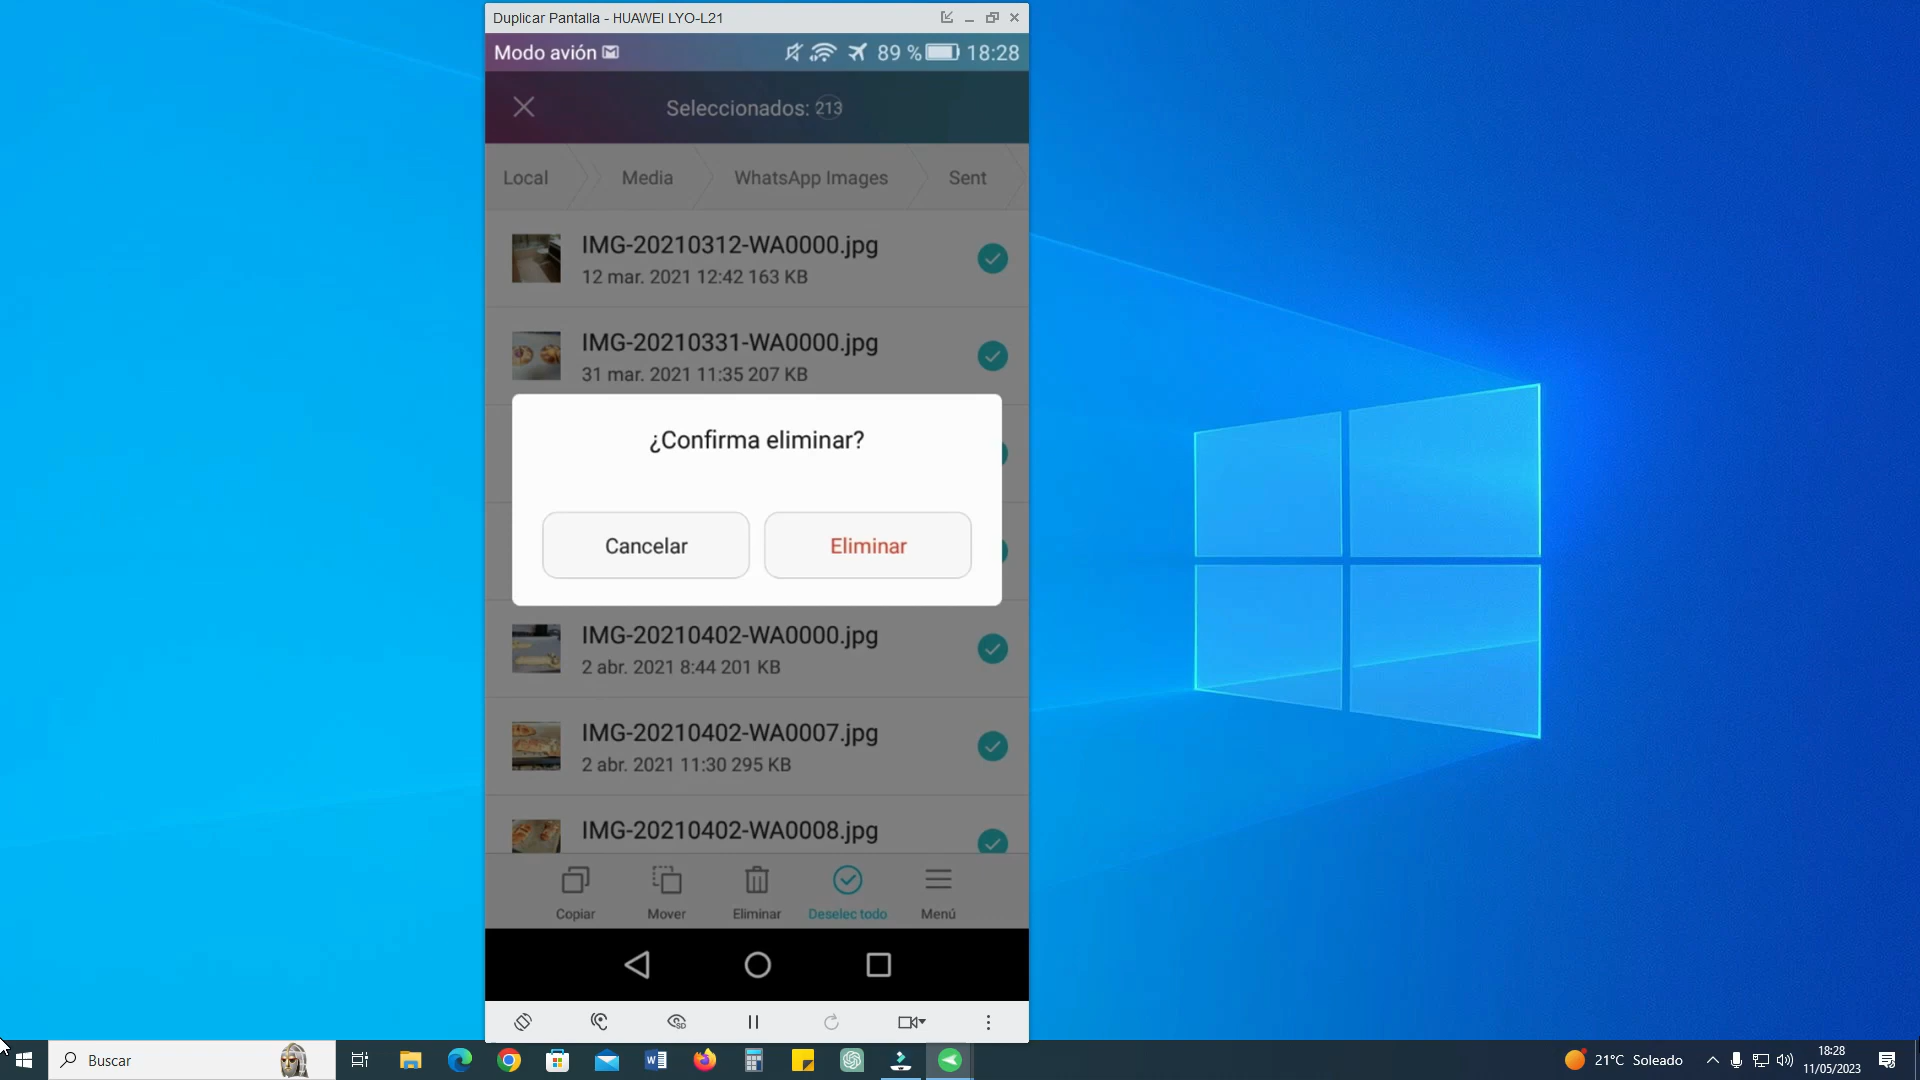 Duplicar Pantalla - HUAWEI LYO-L21
Modo avión 89 % 18:28
Seleccionados: 213
Local Media WhatsApp Images Sent
IMG-20210312-WA0000.jpg
12 mar. 2021 12:42 163 KB
IMG-20210331-WA0000.jpg
31 mar. 2021 11:35 207 KB
¿Confirma eliminar?
Cancelar Eliminar
IMG-20210402-WA0000.jpg
2 abr. 2021 8:44 201 KB
IMG-20210402-WA0007.jpg
2 abr. 2021 11:30 295 KB
IMG-20210402-WA0008.jpg
Copiar Mover Eliminar Deselec todo Menú
Buscar
21°C Soleado
18:28
11/05/2023